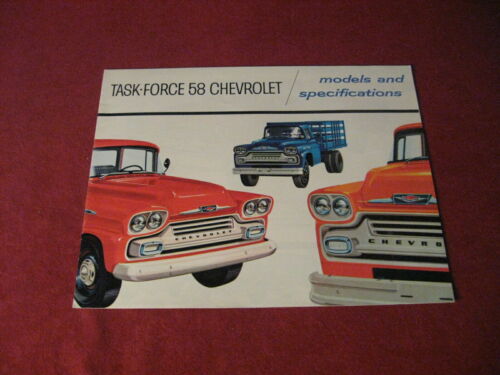 TASK·FORCE 58 CHEVROLET
models and
specifications
CHEVROLET
CHEVROLET